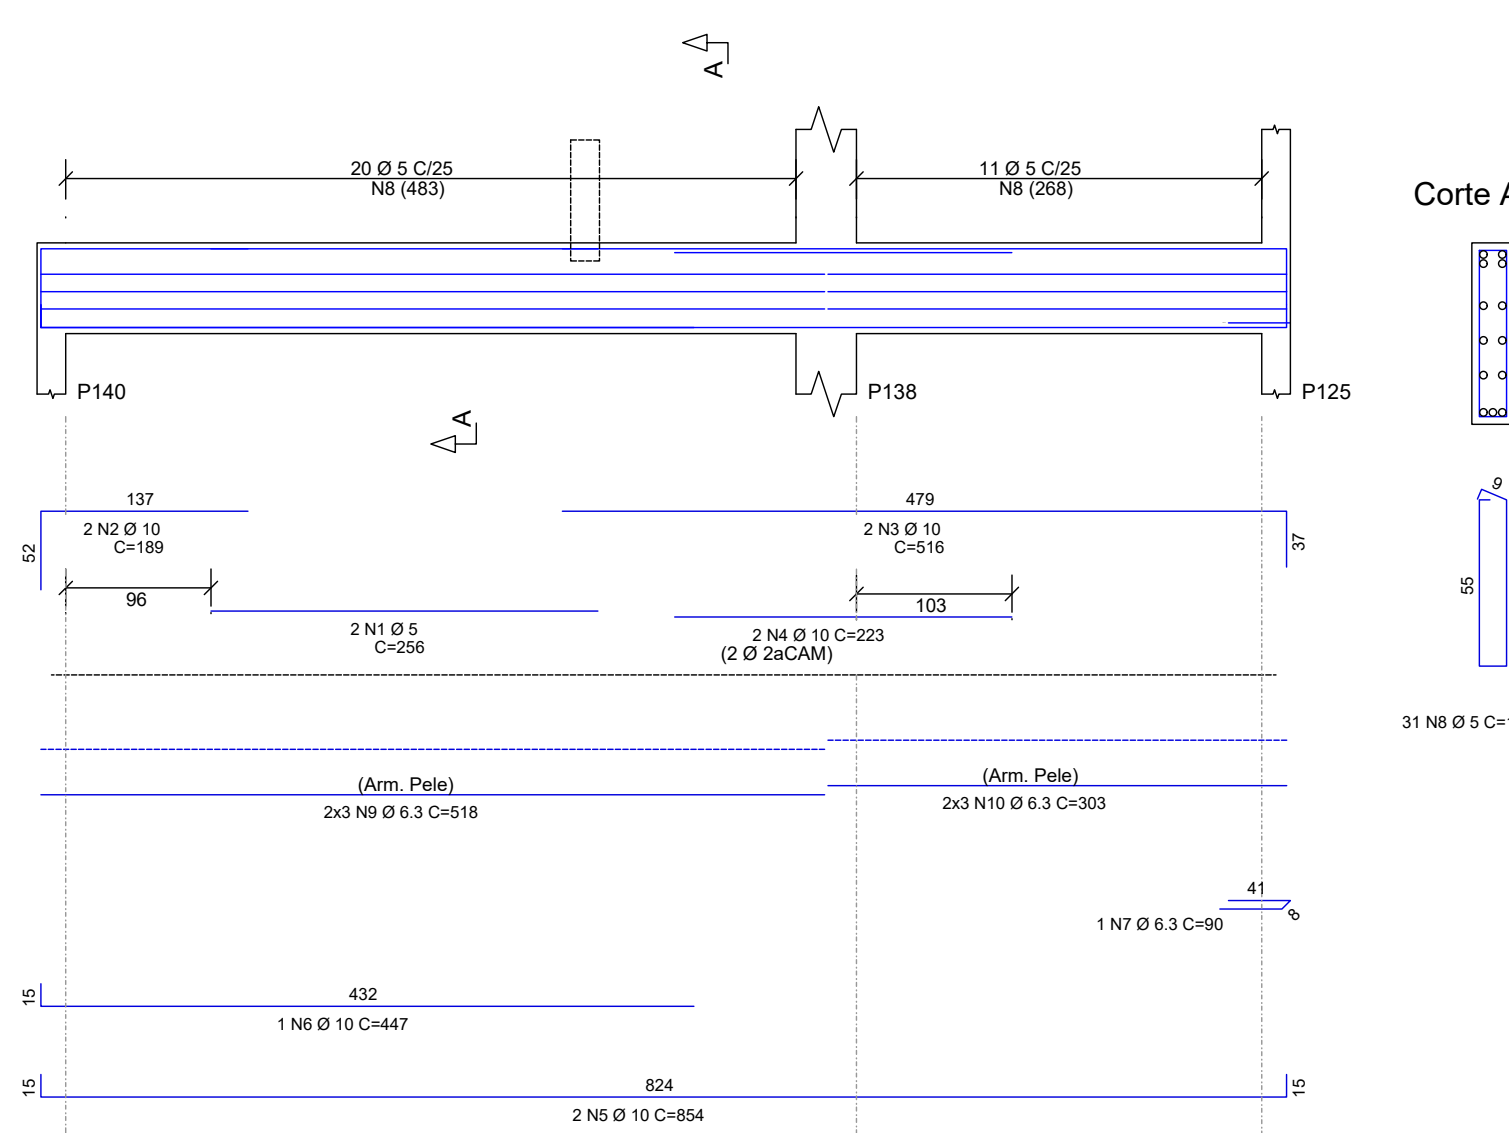 A
20 Ø 5 C/25
N8 (483)
11 Ø 5 C/25
N8 (268)
Corte A
P140
P138
P125
A
137
2 N2 Ø 10
C=189
52
479
2 N3 Ø 10
C=516
37
9
96
103
55
2 N1 Ø 5
C=256
2 N4 Ø 10 C=223
(2 Ø 2aCAM)
31 N8 Ø 5 C=1
(Arm. Pele)
2x3 N9 Ø 6.3 C=518
(Arm. Pele)
2x3 N10 Ø 6.3 C=303
41
8
1 N7 Ø 6.3 C=90
15
432
1 N6 Ø 10 C=447
15
824
15
2 N5 Ø 10 C=854